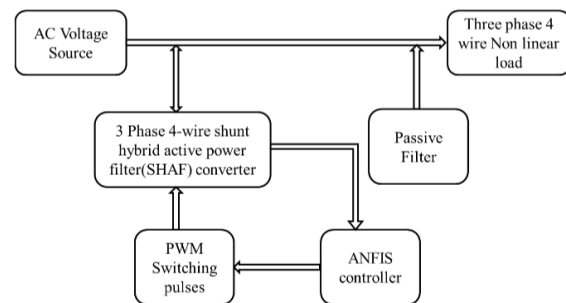 AC Voltage
Source
Three phase 4
wire Non linear
load
3 Phase 4-wire shunt
hybrid active power
filter(SHAF) converter
Passive
Filter
PWM
Switching
pulses
ANFIS
controller